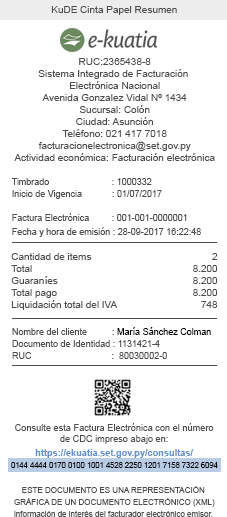 KuDE Cinta Papel Resumen
e-kuatia
RUC:2365438-8
Sistema Integrado de Facturación
Electrónica Nacional
Avenida Gonzalez Vidal Nº 1434
Sucursal: Colón
Ciudad: Asunción
Teléfono: 021 417 7018
facturacionelectronica@set.gov.py
Actividad económica: Facturación electrónica
Timbrado : 1000332
Inicio de Vigencia : 01/07/2017
Factura Electrónica : 001-001-0000001
Fecha y hora de emisión : 28-09-2017 16:22:48
Cantidad de items 2
Total 8.200
Guaraníes 8.200
Total pago 8.200
Liquidación total del IVA 748
Nombre del cliente : María Sánchez Colman
Documento de Identidad : 1131421-4
RUC : 80030002-0
Consulte esta Factura Electrónica con el número
de CDC impreso abajo en:
https://ekuatia.set.gov.py/consultas/
0144 4444 0170 0100 1001 4528 2250 1201 7158 7322 6094
ESTE DOCUMENTO ES UNA REPRESENTACIÓN
GRÁFICA DE UN DOCUMENTO ELECTRÓNICO (XML)
Información de interés del facturador electrónico emisor.